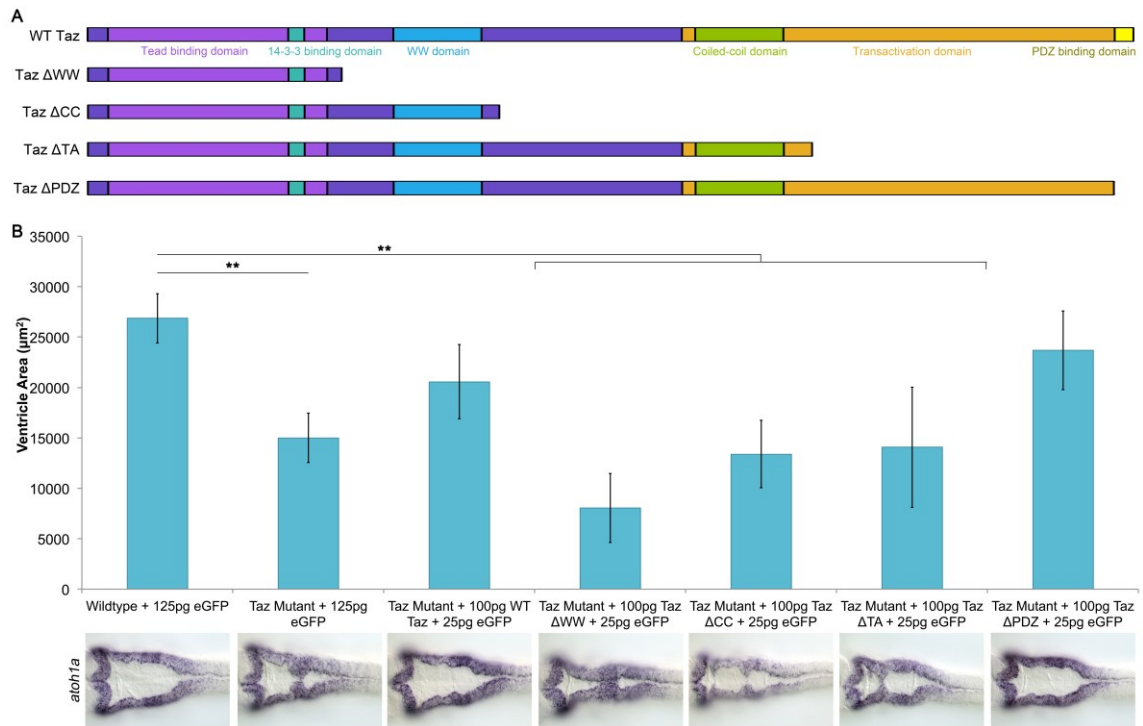 A
WT Taz
Tead binding domain 14-3-3 binding domain WW domain Coiled-coil domain Transactivation domain PDZ binding domain
Taz ΔWW
Taz ΔCC
Taz ΔTA
Taz ΔPDZ
B
35000
30000
25000
20000
15000
10000
5000
0
Ventricle Area (µm²)
**
**
Wildtype + 125pg eGFP
Taz Mutant + 125pg
eGFP
Taz Mutant + 100pg WT
Taz + 25pg eGFP
Taz Mutant + 100pg Taz
ΔWW + 25pg eGFP
Taz Mutant + 100pg Taz
ΔCC + 25pg eGFP
Taz Mutant + 100pg Taz
ΔTA + 25pg eGFP
Taz Mutant + 100pg Taz
ΔPDZ + 25pg eGFP
atoh1a